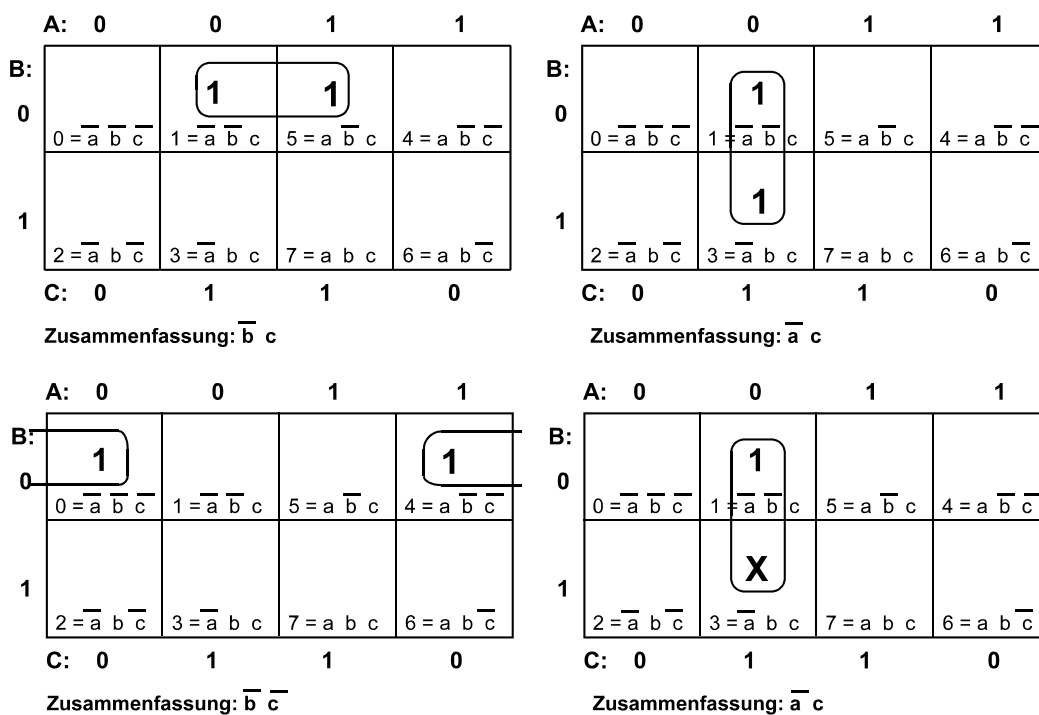 A: 0 0 1 1
B:
0
1 1
0 = a̅ b̅ c̅ 1 = a̅ b̅ c 5 = a b̅ c 4 = a b̅ c̅
1
2 = a̅ b c̅ 3 = a̅ b c 7 = a b c 6 = a b c̅
C: 0 1 1 0
Zusammenfassung: b̅ c
A: 0 0 1 1
B:
0
1
0 = a̅ b̅ c̅ 1 = a̅ b̅ c 5 = a b̅ c 4 = a b̅ c̅
1
1
2 = a̅ b c̅ 3 = a̅ b c 7 = a b c 6 = a b c̅
C: 0 1 1 0
Zusammenfassung: a̅ c
A: 0 0 1 1
B:
0
1 1
0 = a̅ b̅ c̅ 1 = a̅ b̅ c 5 = a b̅ c 4 = a b̅ c̅
1
2 = a̅ b c̅ 3 = a̅ b c 7 = a b c 6 = a b c̅
C: 0 1 1 0
Zusammenfassung: b̅ c̅
A: 0 0 1 1
B:
0
1
0 = a̅ b̅ c̅ 1 = a̅ b̅ c 5 = a b̅ c 4 = a b̅ c̅
1
X
2 = a̅ b c̅ 3 = a̅ b c 7 = a b c 6 = a b c̅
C: 0 1 1 0
Zusammenfassung: a̅ c